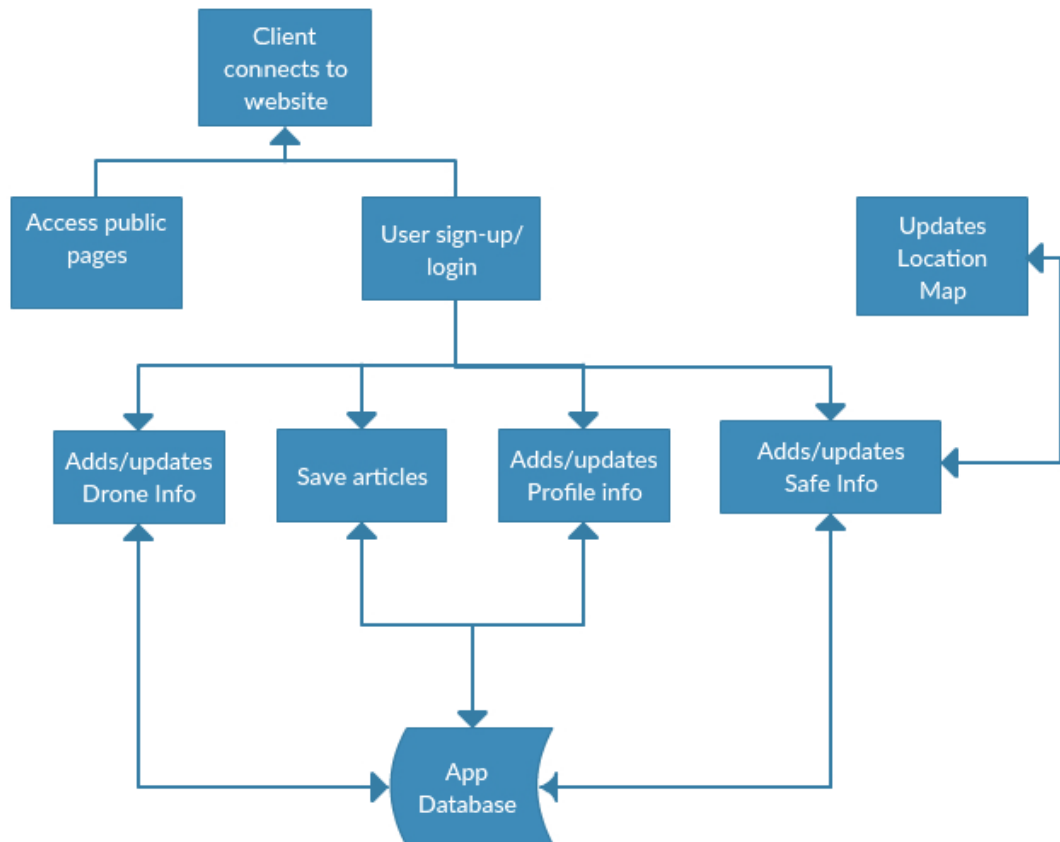 Client
connects to
website
Access public
pages
User sign-up/
login
Updates
Location
Map
Adds/updates
Drone Info
Save articles
Adds/updates
Profile info
Adds/updates
Safe Info
App
Database